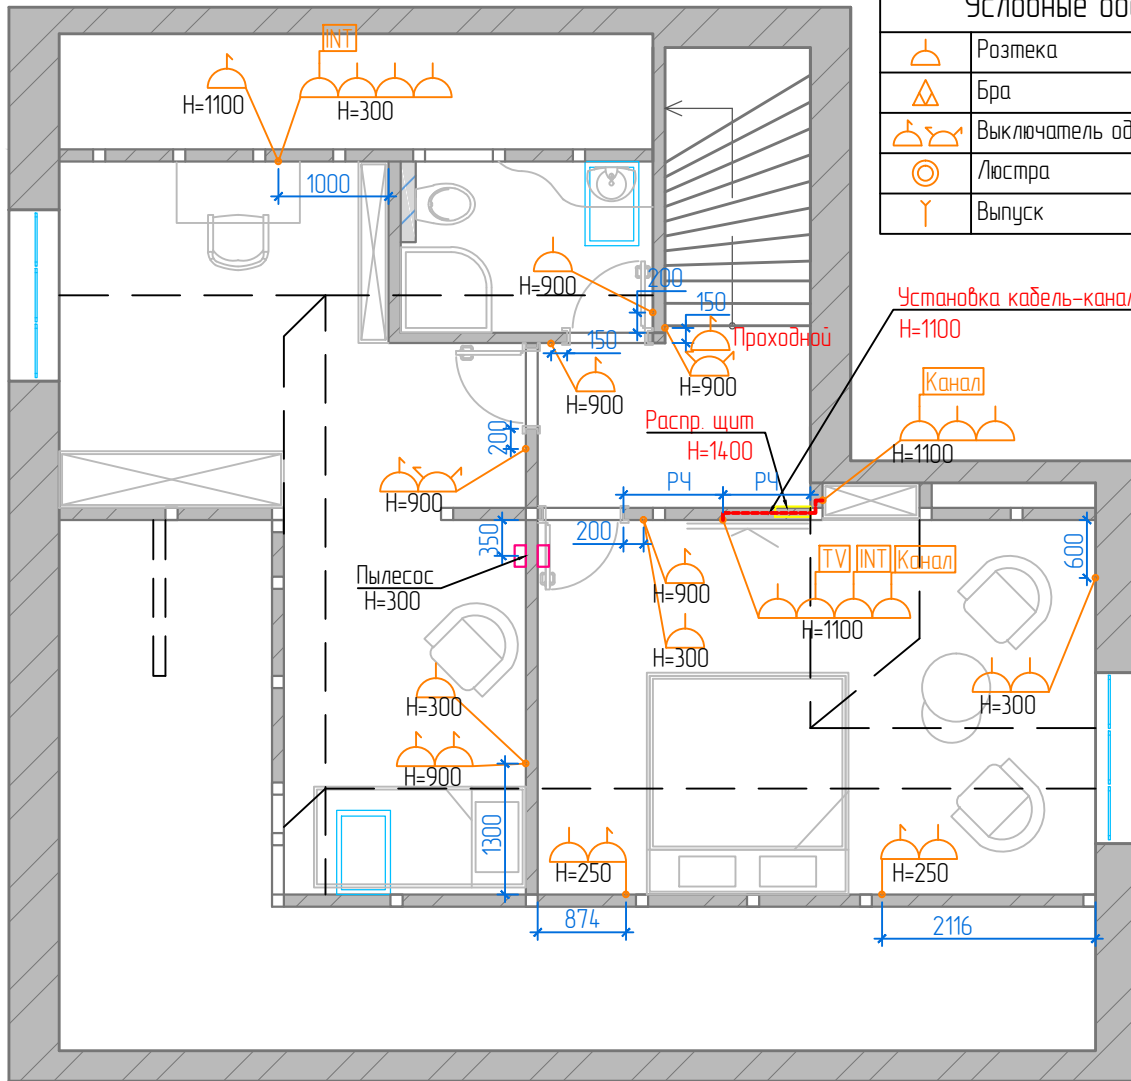 Условные об
Розтека
Бра
Выключатель од
Люстра
Выпуск
INT
H=1100
H=300
1000
H=900
200
150
Проходной
150
H=900
H=900
Установка кабель-канал
H=1100
Канал
H=1100
Распр. щит
H=1400
РЧ
РЧ
200
H=900
350
200
600
Пылесос
H=300
H=900
H=300
TV
INT
Канал
H=1100
H=300
H=300
H=900
1300
H=250
H=250
874
2116